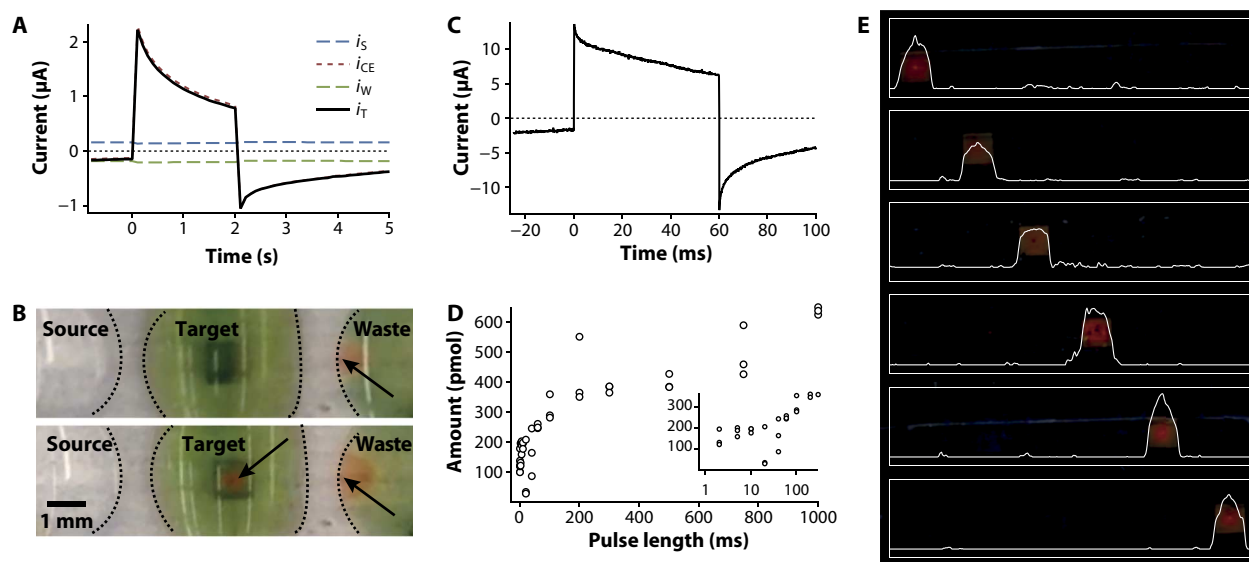 A
Current (μA)
2
1
0
−1
0
1
2
3
4
5
Time (s)
iS
iCE
iW
iT
C
Current (μA)
10
5
0
−5
−10
−20
0
20
40
60
80
100
Time (ms)
E
B
Source
Target
Waste
Source
Target
Waste
1 mm
D
Amount (pmol)
600
500
400
300
200
100
0
200
400
600
800
1000
Pulse length (ms)
300
200
100
1
10
100